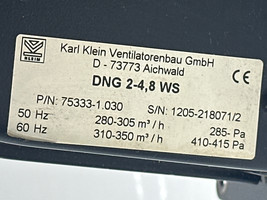 KLEIN
Karl Klein Ventilatorenbau GmbH
D - 73773 Aichwald
CE
DNG 2-4,8 WS
P/N: 75333-1.030 S/N: 1205-218071/2
50 Hz 280-305 m³/h 285- Pa
60 Hz 310-350 m³/h 410-415 Pa